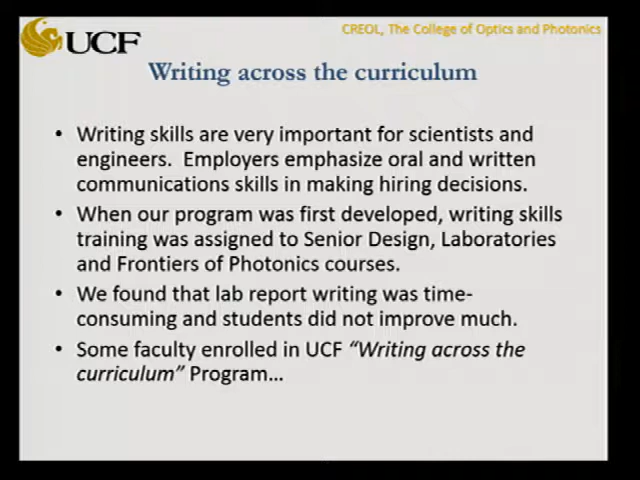 UCF
CREOL, The College of Optics and Photonics
Writing across the curriculum
• Writing skills are very important for scientists and
engineers. Employers emphasize oral and written
communications skills in making hiring decisions.
• When our program was first developed, writing skills
training was assigned to Senior Design, Laboratories
and Frontiers of Photonics courses.
• We found that lab report writing was time-
consuming and students did not improve much.
• Some faculty enrolled in UCF “Writing across the
curriculum” Program…